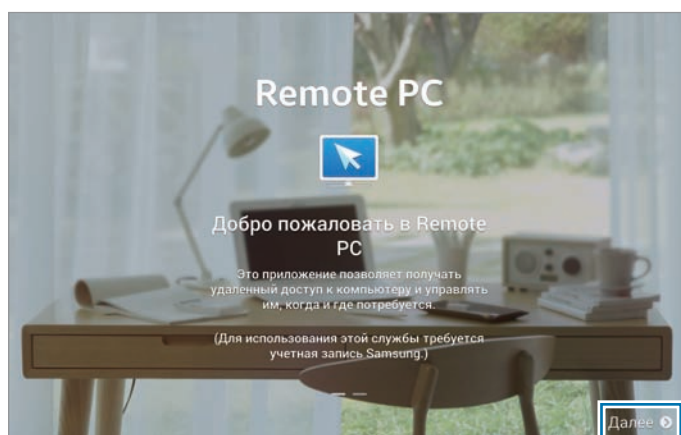 Remote PC
Добро пожаловать в Remote
PC
Это приложение позволяет получать
удаленный доступ к компьютеру и управлять
им, когда и где потребуется.
(Для использования этой службы требуется
учетная запись Samsung.)
Далее